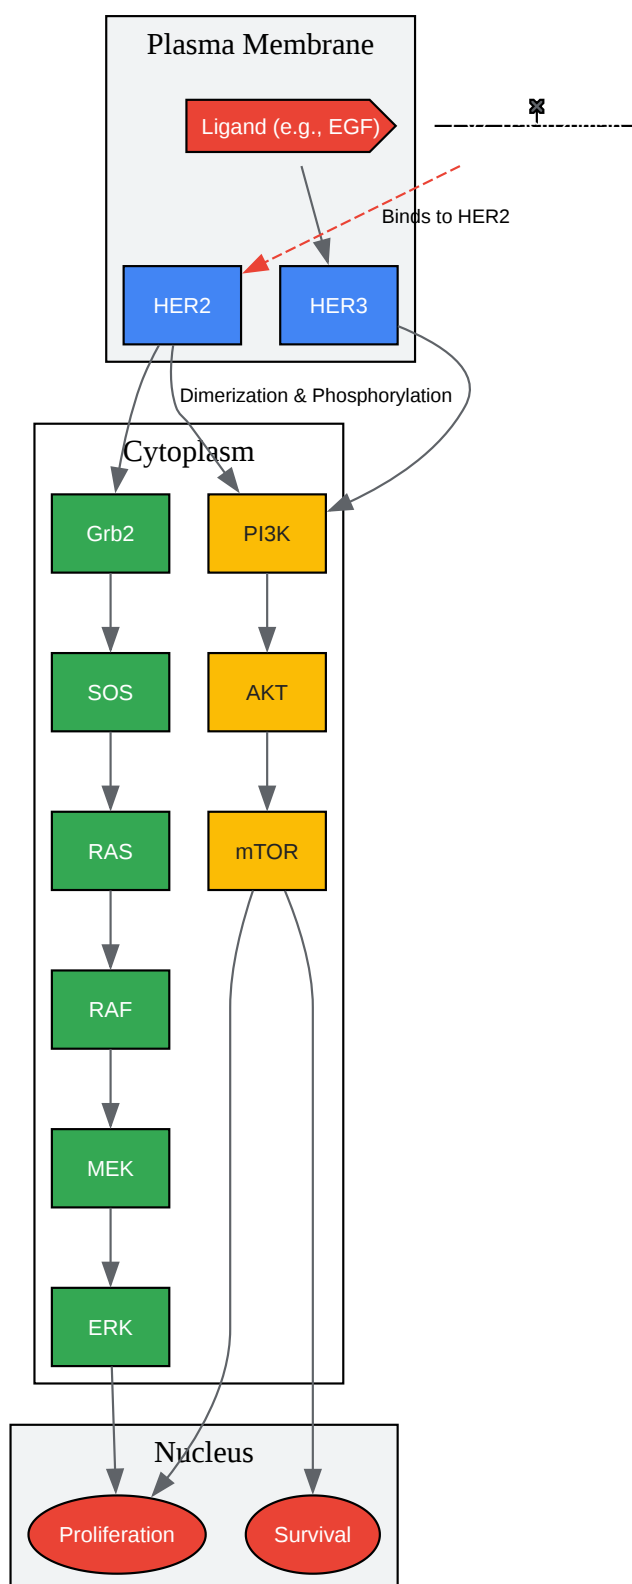 Plasma Membrane
Ligand (e.g., EGF)
Binds to HER2
HER2
HER3
Dimerization & Phosphorylation
Cytoplasm
Grb2
PI3K
SOS
AKT
RAS
mTOR
RAF
MEK
ERK
Nucleus
Proliferation
Survival